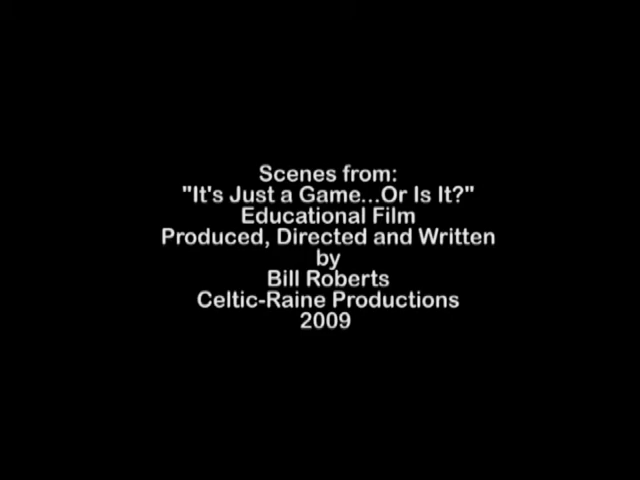 Scenes from:
"It's Just a Game...Or Is It?"
Educational Film
Produced, Directed and Written
by
Bill Roberts
Celtic-Raine Productions
2009